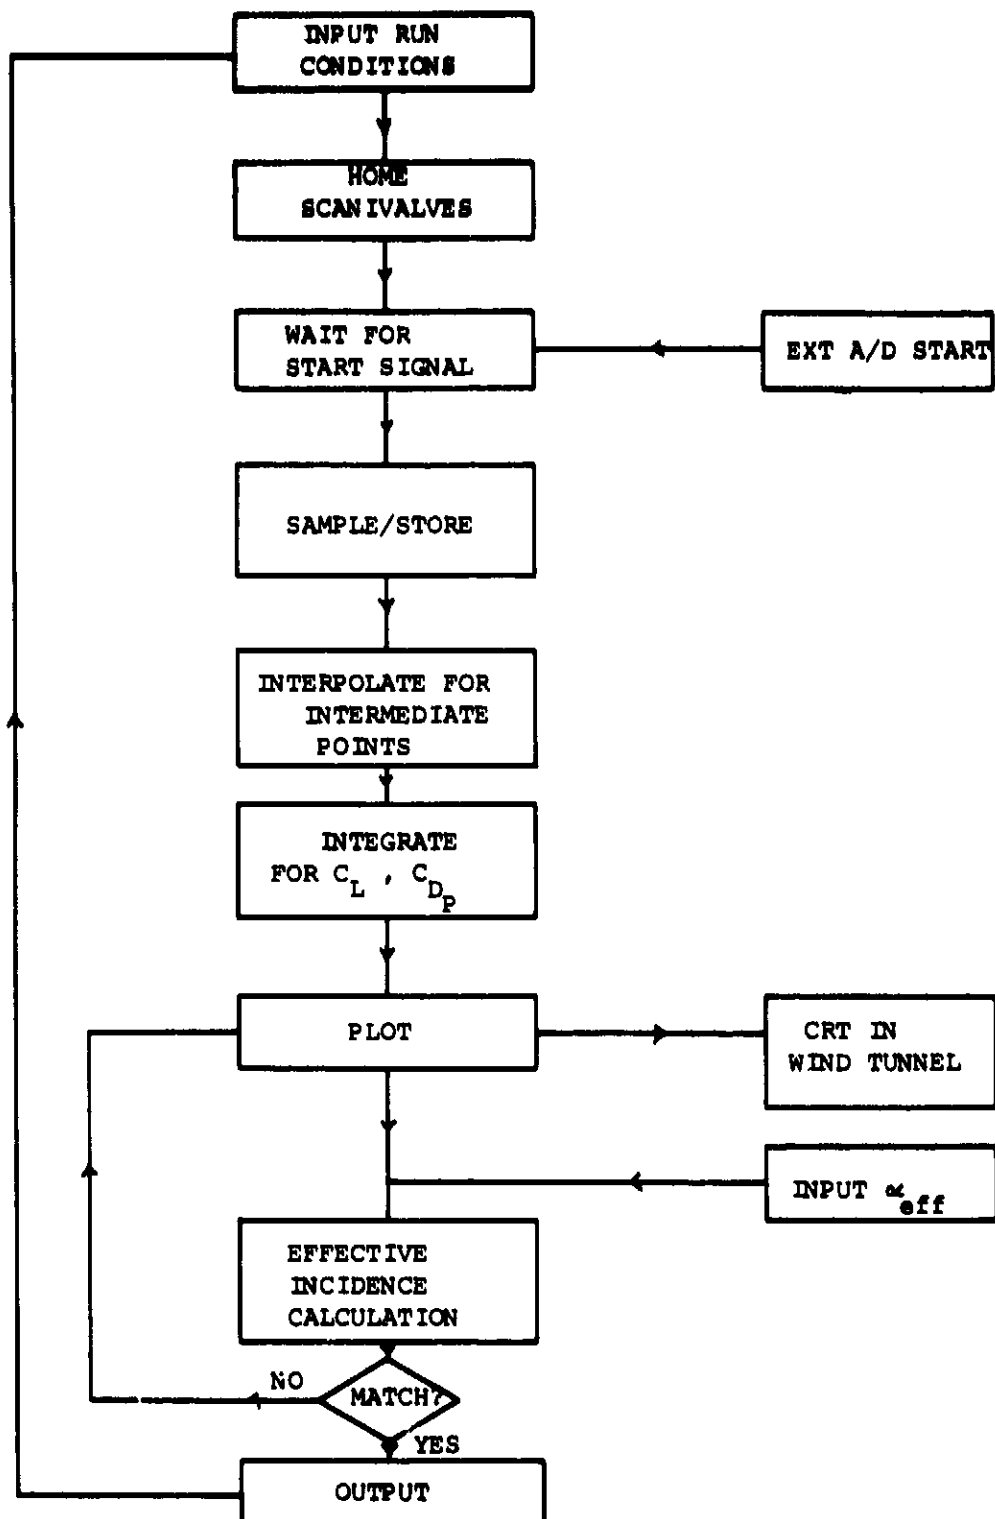 INPUT RUN
CONDITIONS
HOME
SCANIVALVES
WAIT FOR
START SIGNAL
EXT A/D START
SAMPLE/STORE
INTERPOLATE FOR
INTERMEDIATE
POINTS
INTEGRATE
FOR C_L , C_D_P
PLOT
CRT IN
WIND TUNNEL
INPUT ∝_eff
EFFECTIVE
INCIDENCE
CALCULATION
NO
MATCH?
YES
OUTPUT